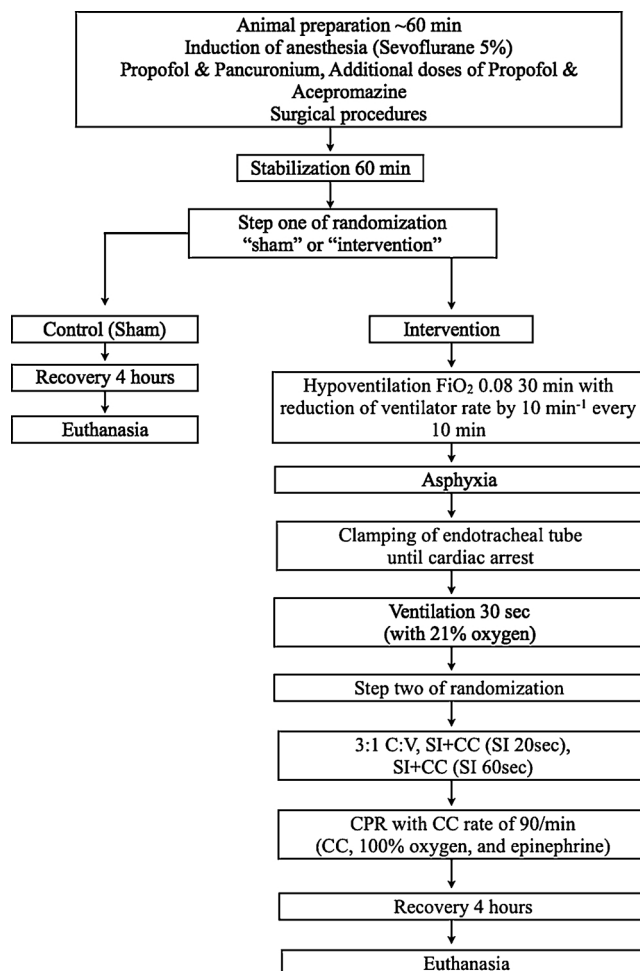 Animal preparation ~60 min
Induction of anesthesia (Sevoflurane 5%)
Propofol & Pancuronium, Additional doses of Propofol &
Acepromazine
Surgical procedures
Stabilization 60 min
Step one of randomization
“sham” or “intervention”
Control (Sham)
Recovery 4 hours
Euthanasia
Intervention
Hypoventilation FiO₂ 0.08 30 min with
reduction of ventilator rate by 10 min⁻¹ every
10 min
Asphyxia
Clamping of endotracheal tube
until cardiac arrest
Ventilation 30 sec
(with 21% oxygen)
Step two of randomization
3:1 C:V, SI+CC (SI 20sec),
SI+CC (SI 60sec)
CPR with CC rate of 90/min
(CC, 100% oxygen, and epinephrine)
Recovery 4 hours
Euthanasia